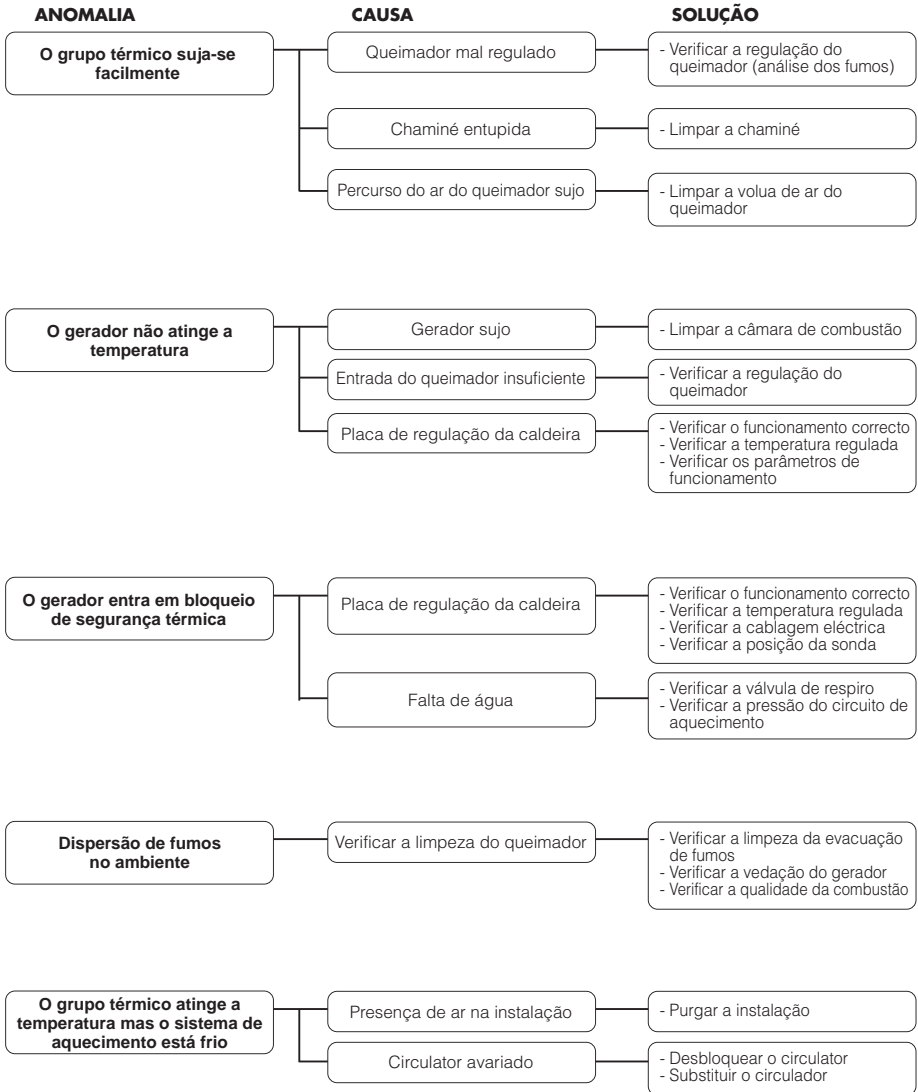 ANOMALIA
CAUSA
SOLUÇÃO
O grupo térmico suja-se
facilmente
Queimador mal regulado
- Verificar a regulação do
queimador (análise dos fumos)
Chaminé entupida
- Limpar a chaminé
Percurso do ar do queimador sujo
- Limpar a volua de ar do
queimador
O gerador não atinge a
temperatura
Gerador sujo
- Limpar a câmara de combustão
Entrada do queimador insuficiente
- Verificar a regulação do
queimador
Placa de regulação da caldeira
- Verificar o funcionamento correcto
- Verificar a temperatura regulada
- Verificar os parâmetros de
funcionamento
O gerador entra em bloqueio
de segurança térmica
Placa de regulação da caldeira
- Verificar o funcionamento correcto
- Verificar a temperatura regulada
- Verificar a cablagem eléctrica
- Verificar a posição da sonda
Falta de água
- Verificar a válvula de respiro
- Verificar a pressão do circuito de
aquecimento
Dispersão de fumos
no ambiente
Verificar a limpeza do queimador
- Verificar a limpeza da evacuação
de fumos
- Verificar a vedação do gerador
- Verificar a qualidade da combustão
O grupo térmico atinge a
temperatura mas o sistema de
aquecimento está frio
Presença de ar na instalação
- Purgar a instalação
Circulator avariado
- Desbloquear o circulator
- Substituir o circulador